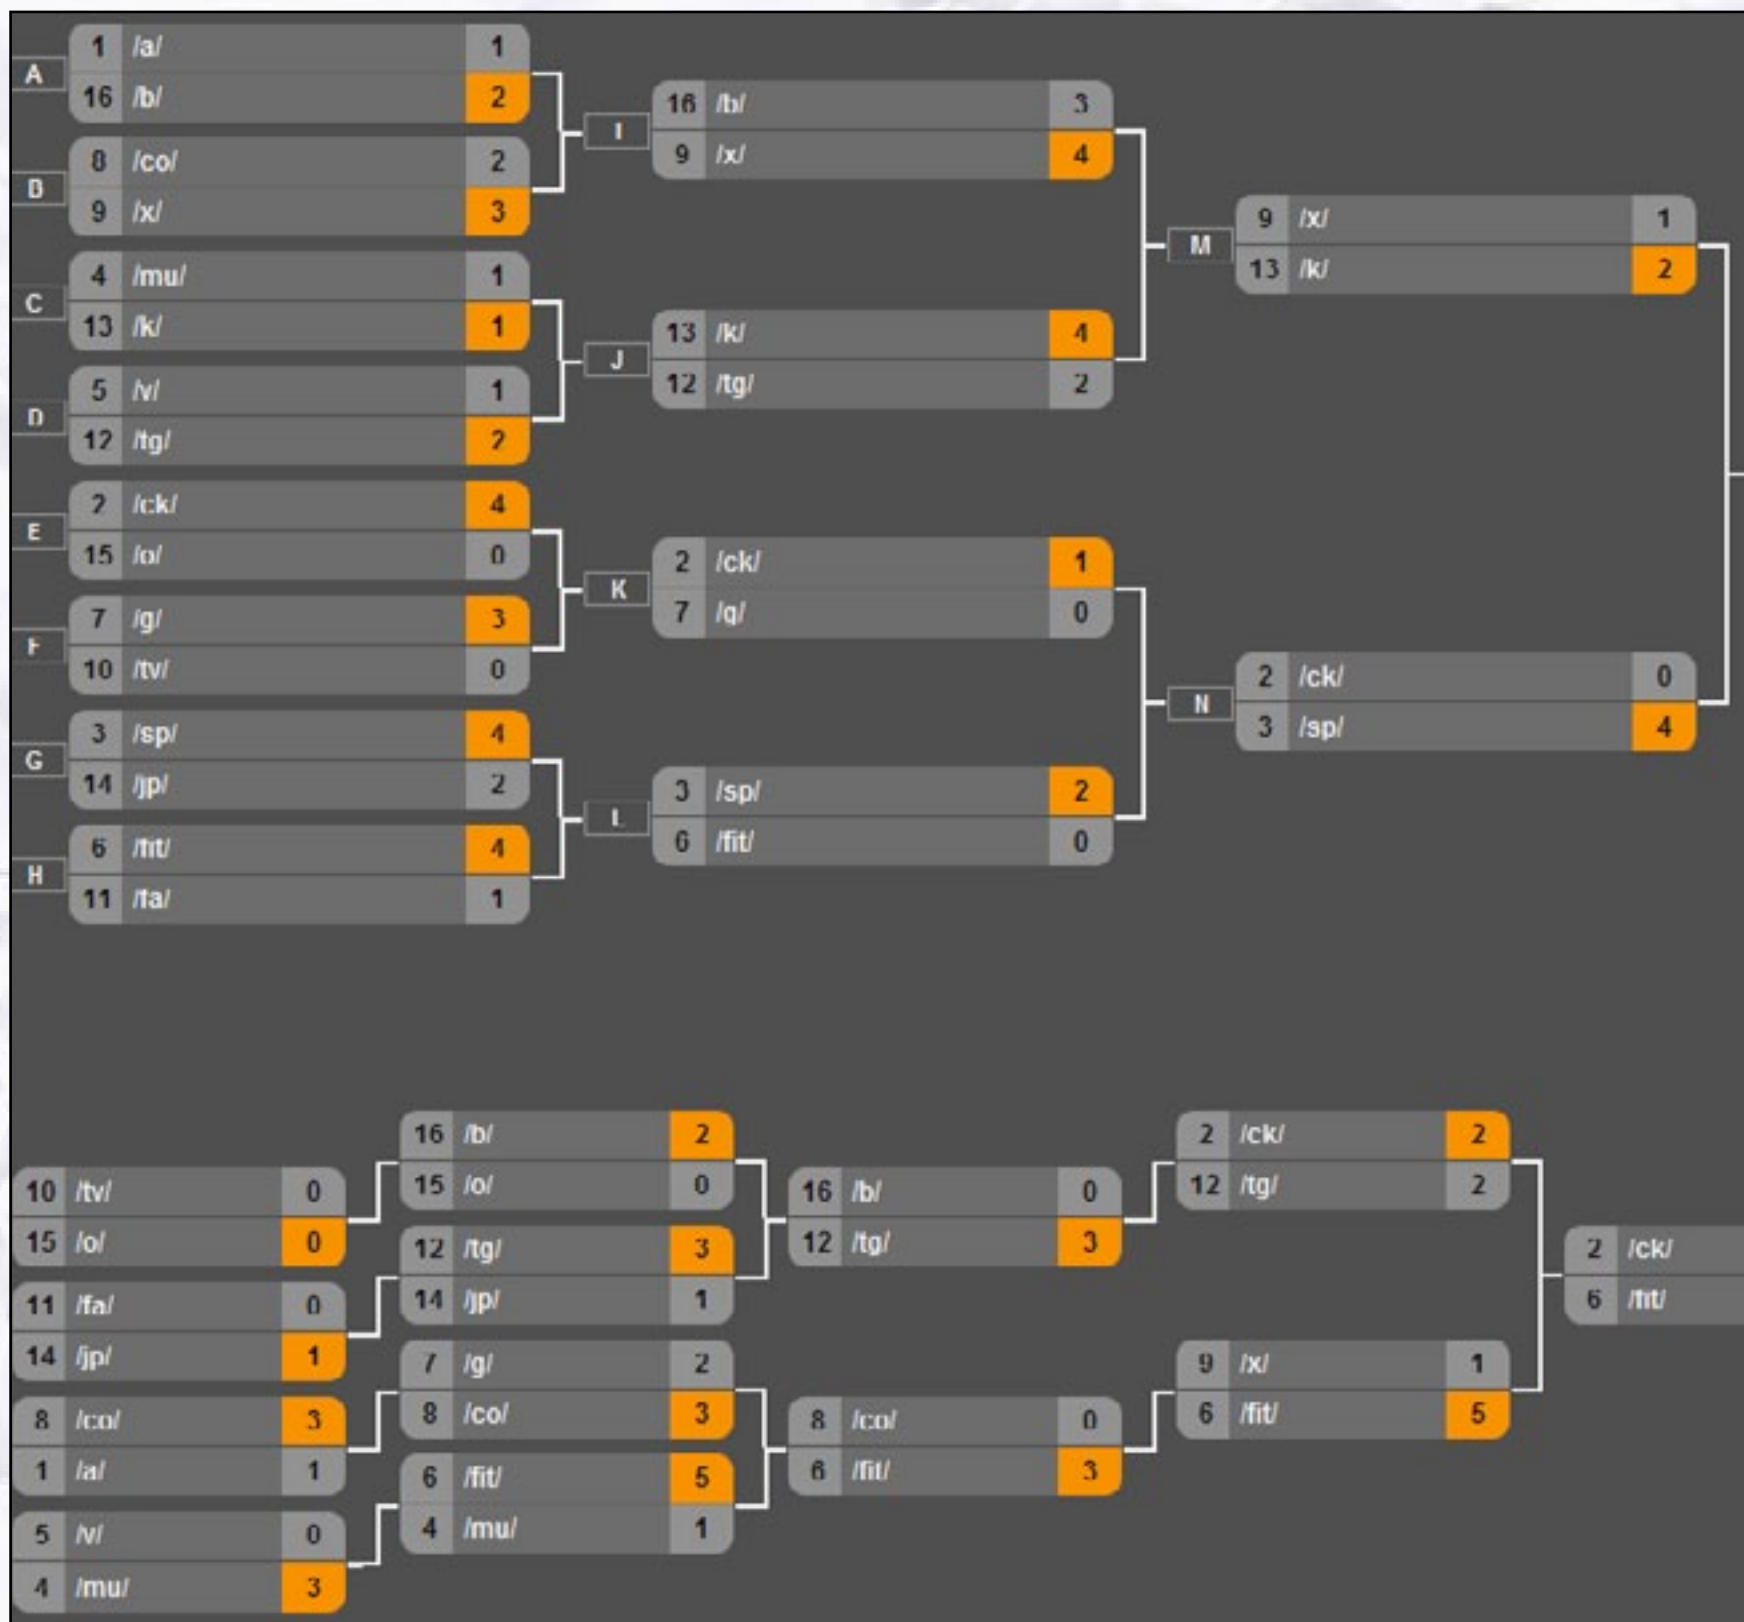 A
1 /a/ 1
16 /b/ 2
B
8 /co/ 2
9 /x/ 3
C
4 /mu/ 1
13 /k/ 1
D
5 /v/ 1
12 /tg/ 2
E
2 /ck/ 4
15 /o/ 0
F
7 /g/ 3
10 /tv/ 0
G
3 /sp/ 4
14 /jp/ 2
H
6 /fit/ 4
11 /fa/ 1
I
16 /b/ 3
9 /x/ 4
J
13 /k/ 4
12 /tg/ 2
K
2 /ck/ 1
7 /g/ 0
L
3 /sp/ 2
6 /fit/ 0
M
9 /x/ 1
13 /k/ 2
N
2 /ck/ 0
3 /sp/ 4
10 /tv/ 0
15 /o/ 0
11 /fa/ 0
14 /jp/ 1
8 /co/ 3
1 /a/ 1
5 /v/ 0
4 /mu/ 3
16 /b/ 2
15 /o/ 0
12 /tg/ 3
14 /jp/ 1
7 /g/ 2
8 /co/ 3
6 /fit/ 5
4 /mu/ 1
16 /b/ 0
12 /tg/ 3
8 /co/ 0
6 /fit/ 3
2 /ck/ 2
12 /tg/ 2
9 /x/ 1
6 /fit/ 5
2 /ck/
6 /fit/